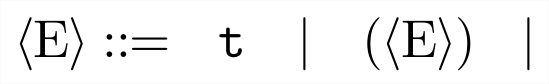 ⟨E⟩ ::= t | (⟨E⟩) |